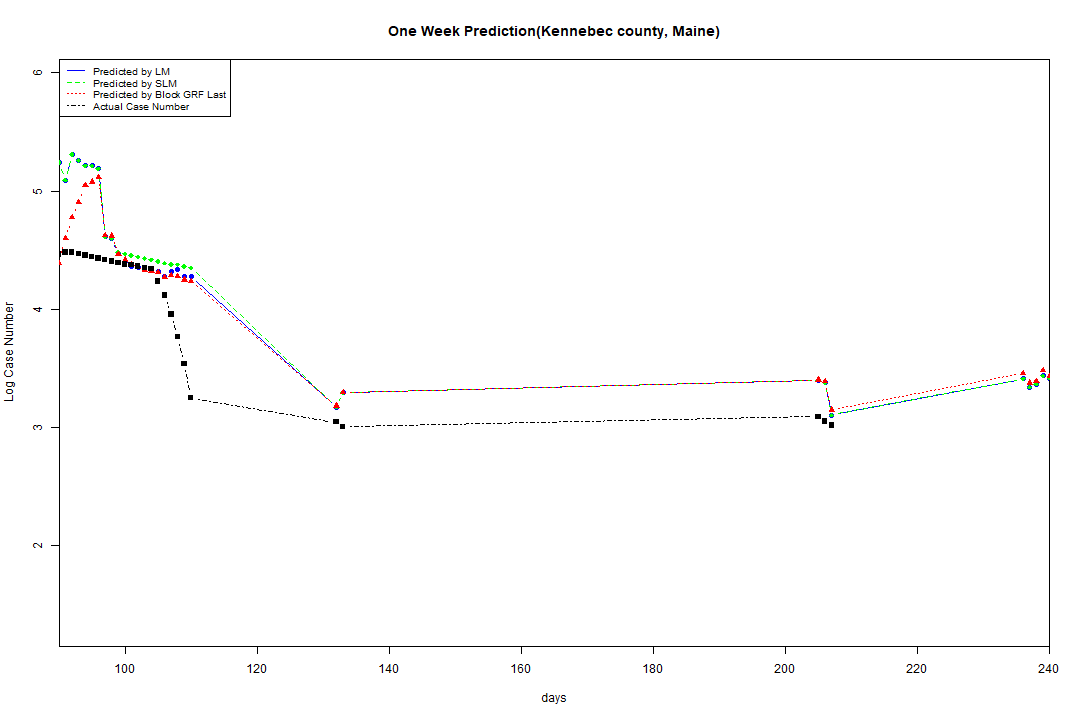 One Week Prediction(Kennebec county, Maine)
Predicted by LM
Predicted by SLM
Predicted by Block GRF Last
Actual Case Number
6
5
4
3
2
Log Case Number
100 120 140 160 180 200 220 240
days